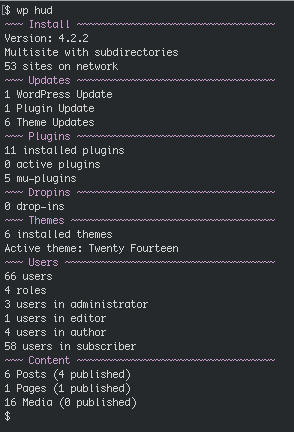 $ wp hud
~~~ Install ~~~~~~~~~~~~~~~~~~~~~~~~~~~~~
Version: 4.2.2
Multisite with subdirectories
53 sites on network
~~~ Updates ~~~~~~~~~~~~~~~~~~~~~~~~~~~~~
1 WordPress Update
1 Plugin Update
6 Theme Updates
~~~ Plugins ~~~~~~~~~~~~~~~~~~~~~~~~~~~~~
11 installed plugins
0 active plugins
5 mu-plugins
~~~ Dropins ~~~~~~~~~~~~~~~~~~~~~~~~~~~~~
0 drop-ins
~~~ Themes ~~~~~~~~~~~~~~~~~~~~~~~~~~~~~~
6 installed themes
Active theme: Twenty Fourteen
~~~ Users ~~~~~~~~~~~~~~~~~~~~~~~~~~~~~~~
66 users
4 roles
3 users in administrator
1 users in editor
4 users in author
58 users in subscriber
~~~ Content ~~~~~~~~~~~~~~~~~~~~~~~~~~~~~
6 Posts (4 published)
1 Pages (1 published)
16 Media (0 published)
$